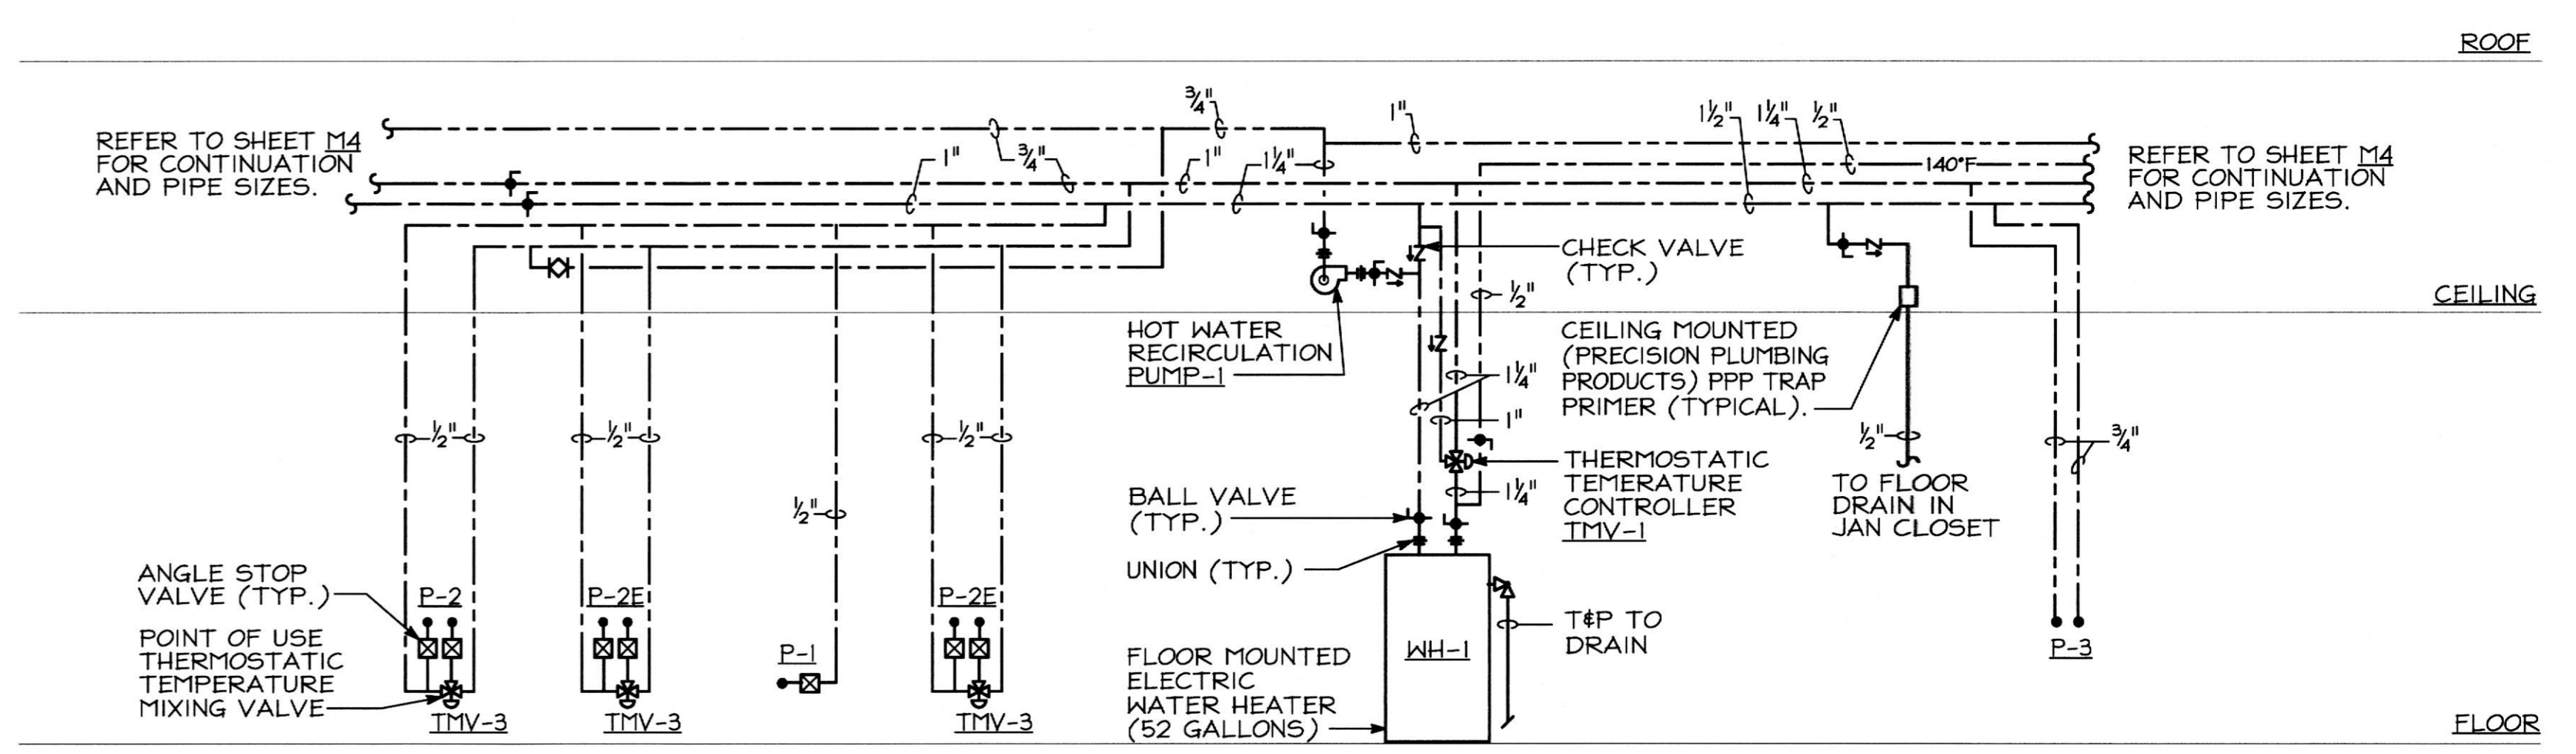 ROOF
3/4"
1"
1 1/2"
1 1/4"
1/2"
REFER TO SHEET M4
FOR CONTINUATION
AND PIPE SIZES.
1"
3/4"
1"
1 1/4"
140°F
REFER TO SHEET M4
FOR CONTINUATION
AND PIPE SIZES.
CHECK VALVE
(TYP.)
1/2"
CEILING
HOT WATER
RECIRCULATION
PUMP-1
CEILING MOUNTED
(PRECISION PLUMBING
PRODUCTS) PPP TRAP
PRIMER (TYPICAL).
1 1/4"
1"
1/2"
1/2"
1/2"
1/2"
3/4"
THERMOSTATIC
TEMERATURE
CONTROLLER
TMV-1
1 1/4"
TO FLOOR
DRAIN IN
JAN CLOSET
1/2"
BALL VALVE
(TYP.)
UNION (TYP.)
ANGLE STOP
VALVE (TYP.)
P-2
P-2E
P-2E
POINT OF USE
THERMOSTATIC
TEMPERATURE
MIXING VALVE
P-1
T&P TO
DRAIN
WH-1
P-3
FLOOR MOUNTED
ELECTRIC
WATER HEATER
(52 GALLONS)
TMV-3
TMV-3
TMV-3
FLOOR